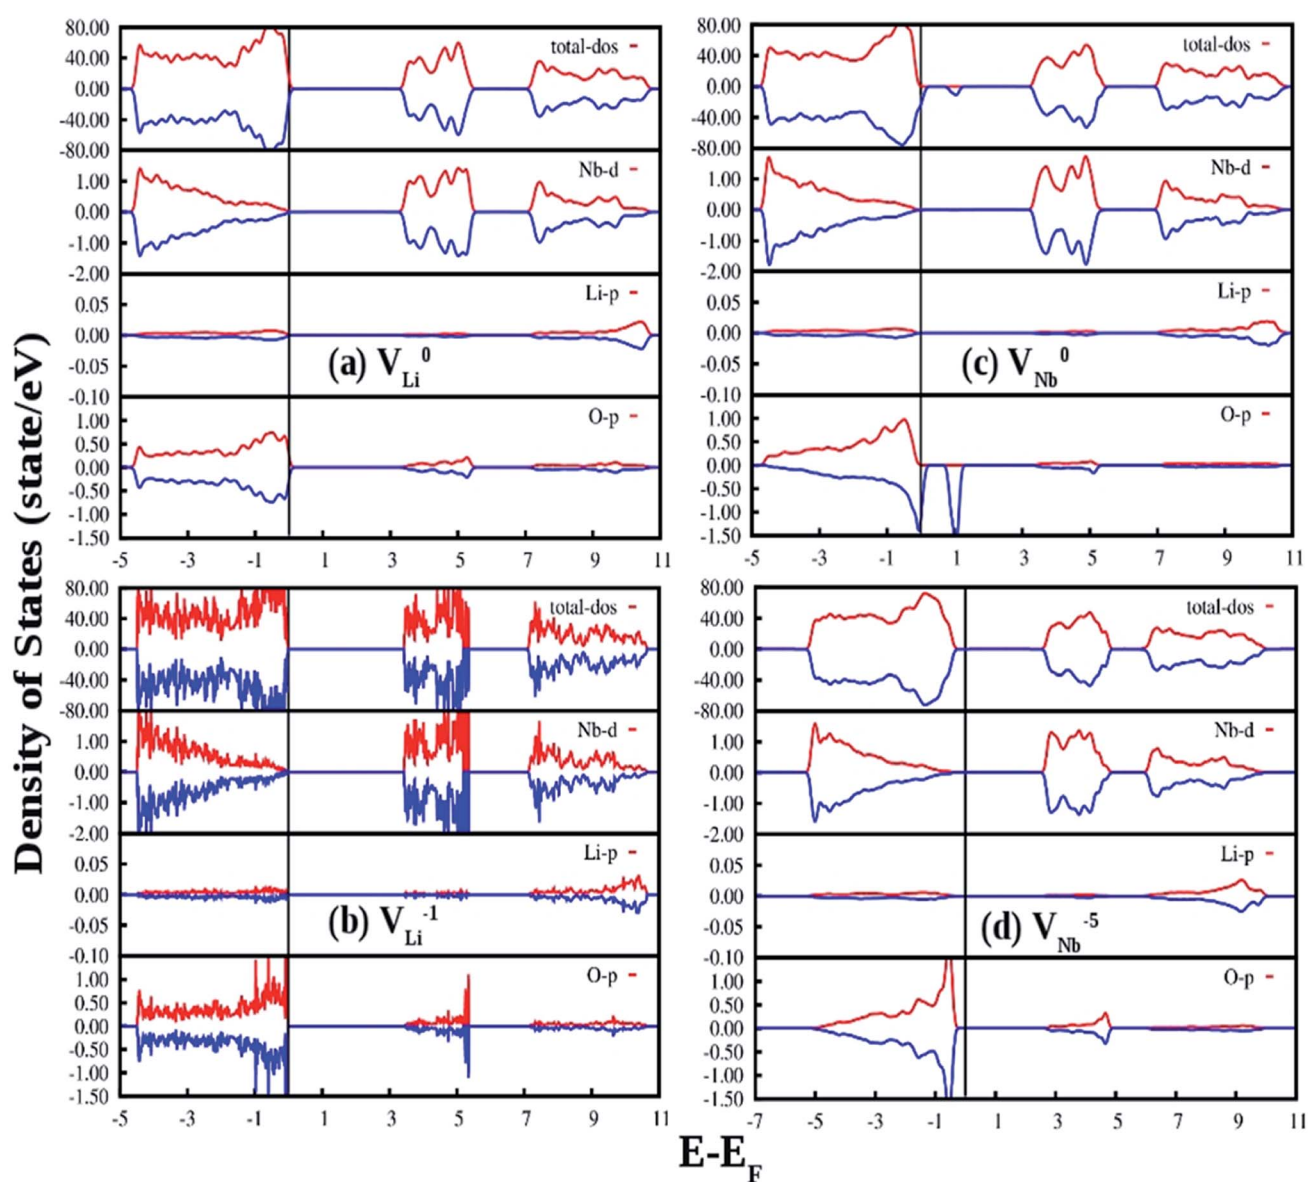 Density of States (state/eV)
80.00
40.00
0.00
-40.00
-80.00
total-dos
1.00
0.00
-1.00
-2.00
Nb-d
0.05
0.00
-0.05
-0.10
Li-p
(a) V_Li^0
1.00
0.50
0.00
-0.50
-1.00
-1.50
O-p
-5 -3 -1 1 3 5 7 9 11
80.00
40.00
0.00
-40.00
-80.00
total-dos
1.00
0.00
-1.00
-2.00
Nb-d
0.05
0.00
-0.05
-0.10
Li-p
(c) V_Nb^0
1.00
0.50
0.00
-0.50
-1.00
-1.50
O-p
-5 -3 -1 1 3 5 7 9 11
80.00
40.00
0.00
-40.00
-80.00
total-dos
1.00
0.00
-1.00
-2.00
Nb-d
0.05
0.00
-0.05
-0.10
Li-p
(b) V_Li^-1
1.00
0.50
0.00
-0.50
-1.00
-1.50
O-p
-5 -3 -1 1 3 5 7 9 11
80.00
40.00
0.00
-40.00
-80.00
total-dos
1.00
0.00
-1.00
-2.00
Nb-d
0.05
0.00
-0.05
-0.10
Li-p
(d) V_Nb^-5
1.00
0.50
0.00
-0.50
-1.00
-1.50
O-p
-7 -5 -3 -1 1 3 5 7 9 11
E-E_F